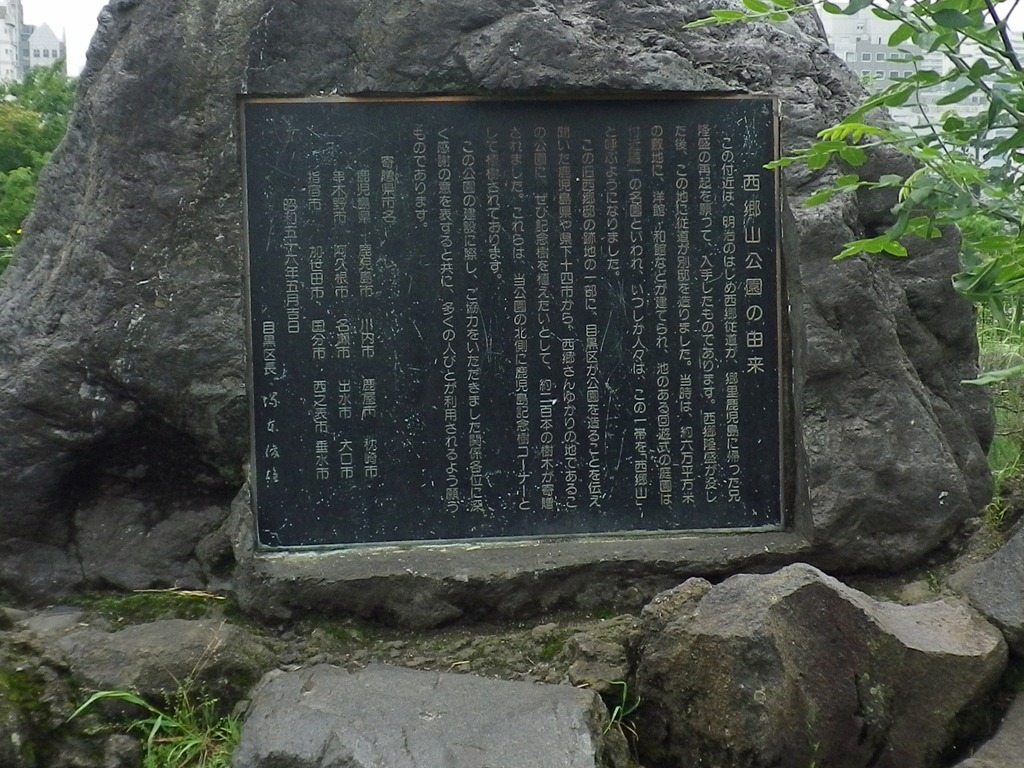 西郷山公園の由来
この付近は、明治のはじめ西郷従道が、郷里鹿児島に帰った兄
隆盛の再起を願って、入手したものであります。西郷隆盛が没し
た後、この地に従道が別邸を造りました。当時は、約六万平方米
の敷地に、洋館・和館などが建てられ、池のある回遊式の庭園は、
付近随一の名園といわれ、いつしか人々は、この一帯を「西郷山」
と呼ぶようになりました。
この旧西郷邸の跡地の一部に、目黒区が公園を造ることを伝え
聞いた鹿児島県や県下十四市から、西郷さんゆかりの地であるこ
の公園に、ぜひ記念樹を植えたいとして、約二百本の樹木が寄贈
されました。これらは、当公園の北側に鹿児島記念樹コーナーと
して植樹されております。
この公園の建設に際し、ご協力をいただきました関係各位に深
く感謝の意を表すると共に、多くの人びとが利用されるよう願う
ものであります。
寄贈県市名
鹿児島県 鹿児島市 川内市 鹿屋市 枕崎市
串木野市 阿久根市 名瀬市 出水市 大口市
指宿市 加世田市 国分市 西之表市 垂水市
昭和五十六年五月吉日
目黒区長